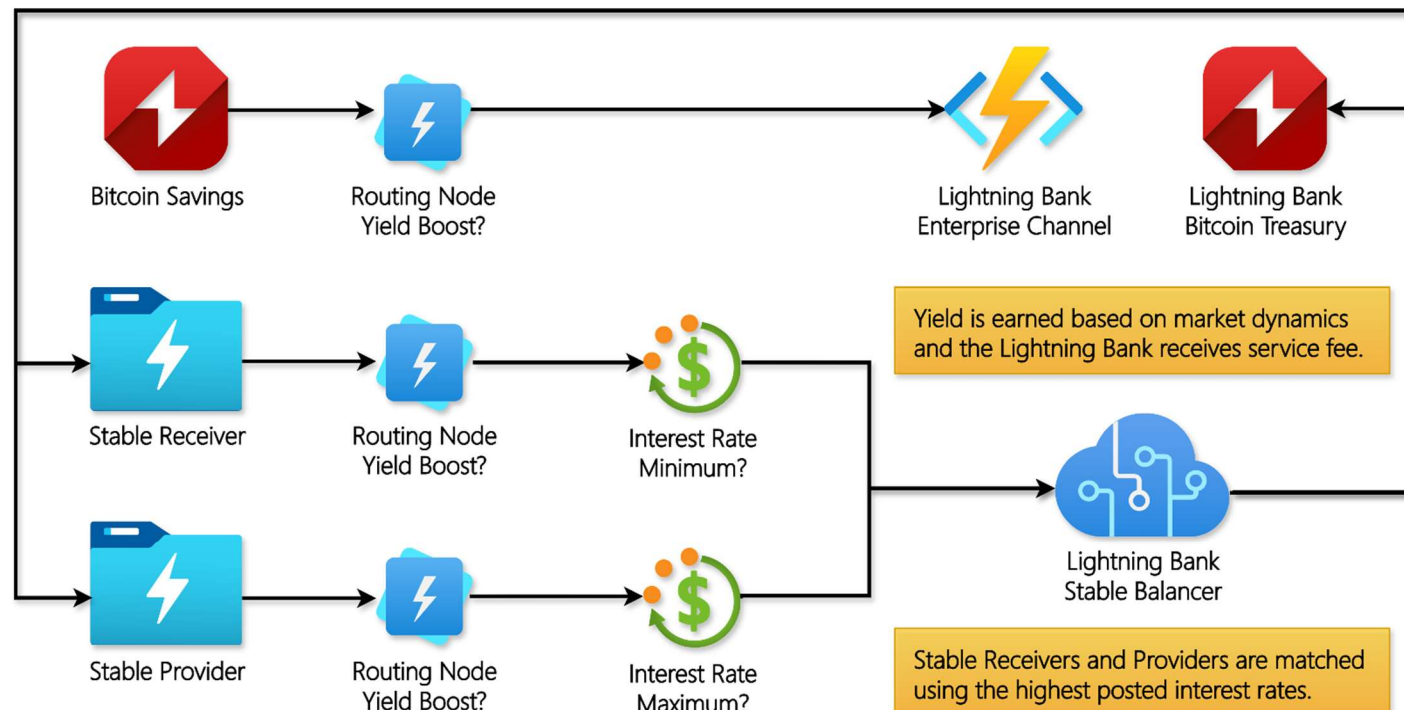 Bitcoin Savings
Routing Node
Yield Boost?
Lightning Bank
Enterprise Channel
Lightning Bank
Bitcoin Treasury
Yield is earned based on market dynamics
and the Lightning Bank receives service fee.
Stable Receiver
Routing Node
Yield Boost?
Interest Rate
Minimum?
Lightning Bank
Stable Balancer
Stable Provider
Routing Node
Yield Boost?
Interest Rate
Maximum?
Stable Receivers and Providers are matched
using the highest posted interest rates.